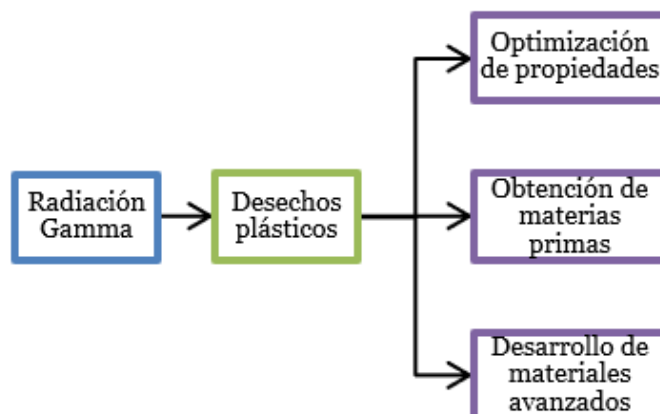 Radiación
Gamma
Desechos
plásticos
Optimización
de propiedades
Obtención de
materias
primas
Desarrollo de
materiales
avanzados